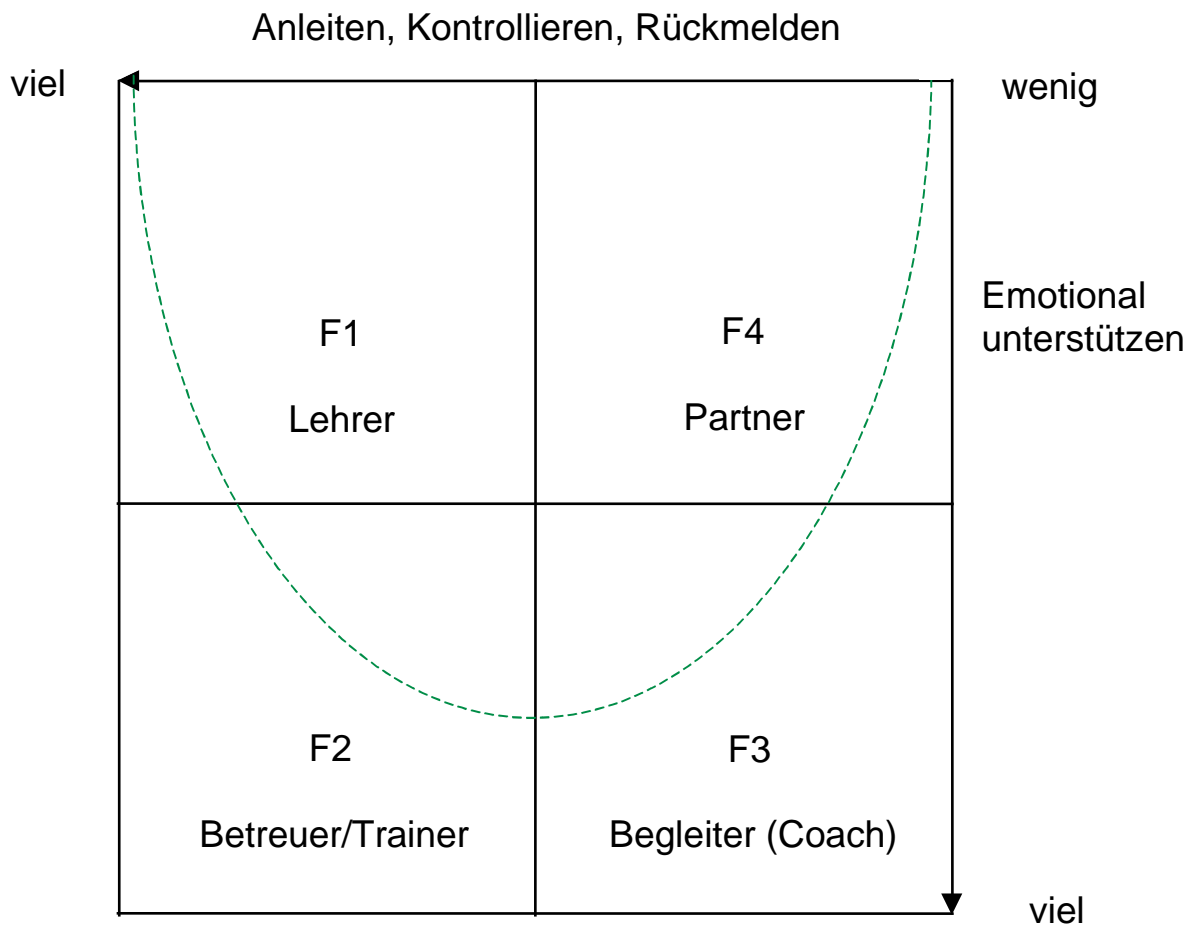 Anleiten, Kontrollieren, Rückmelden
viel
wenig
Emotional
unterstützen
F1
F4
Lehrer
Partner
F2
F3
Betreuer/Trainer
Begleiter (Coach)
viel